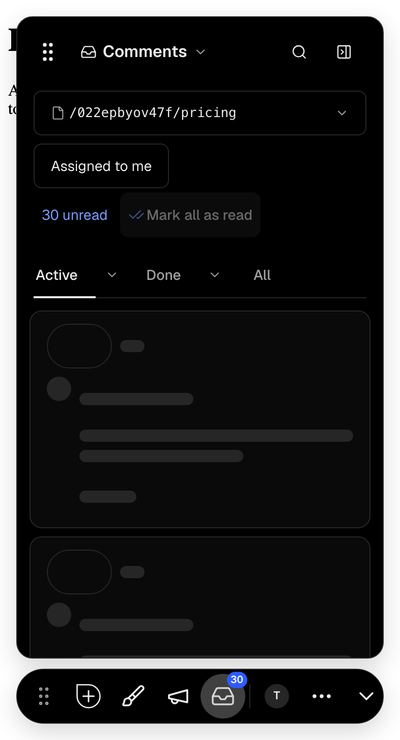 Comments
/022epbyov47f/pricing
Assigned to me
30 unread Mark all as read
Active Done All
30
T